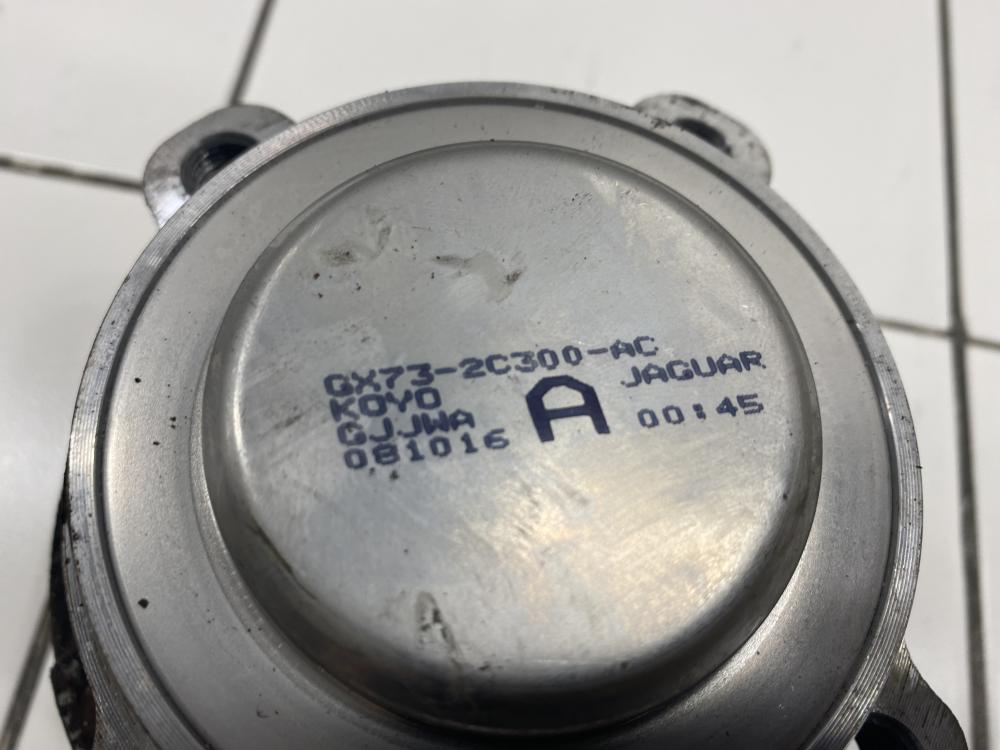 GX73-2C300-AC
KOYO JAGUAR
GJJWA A
081016 00:45